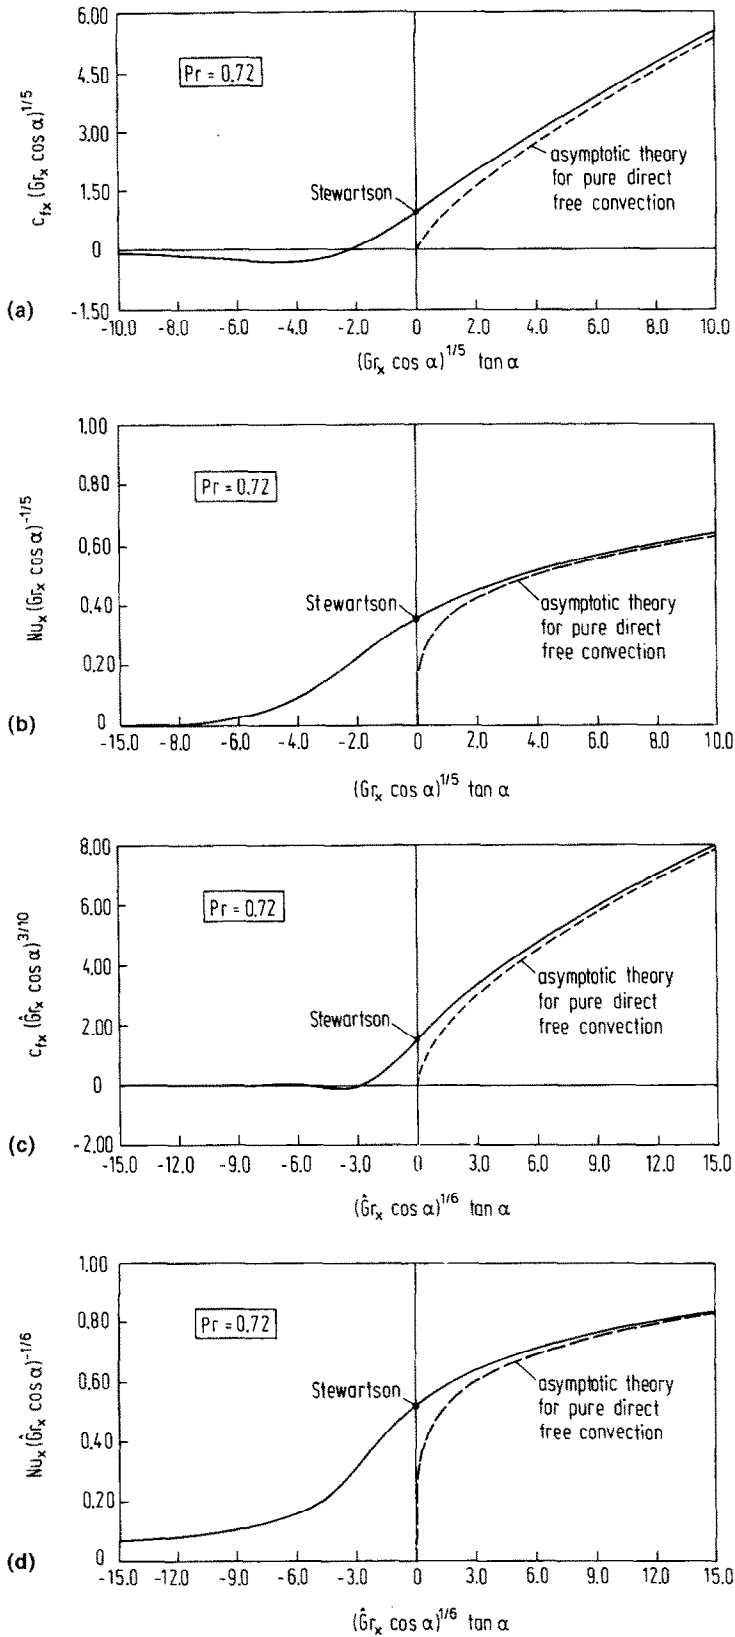 6.00
4.50
3.00
1.50
0
-1.50
c_fx (Gr_x cos α)^1/5
Pr = 0.72
Stewartson
asymptotic theory
for pure direct
free convection
-10.0 -8.0 -6.0 -4.0 -2.0 0 2.0 4.0 6.0 8.0 10.0
(Gr_x cos α)^1/5 tan α
(a)
1.00
0.80
0.60
0.40
0.20
0
Nu_x (Gr_x cos α)^-1/5
Pr = 0.72
Stewartson
asymptotic theory
for pure direct
free convection
-15.0 -8.0 -6.0 -4.0 -2.0 0 2.0 4.0 6.0 8.0 10.0
(Gr_x cos α)^1/5 tan α
(b)
8.00
6.00
4.00
2.00
0
-2.00
c_fx (Ĝr_x cos α)^3/10
Pr = 0.72
Stewartson
asymptotic theory
for pure direct
free convection
-15.0 -12.0 -9.0 -6.0 -3.0 0 3.0 6.0 9.0 12.0 15.0
(Ĝr_x cos α)^1/6 tan α
(c)
1.00
0.80
0.60
0.40
0.20
0
Nu_x (Ĝr_x cos α)^-1/6
Pr = 0.72
Stewartson
asymptotic theory
for pure direct
free convection
-15.0 -12.0 -9.0 -6.0 -3.0 0 3.0 6.0 9.0 12.0 15.0
(Ĝr_x cos α)^1/6 tan α
(d)